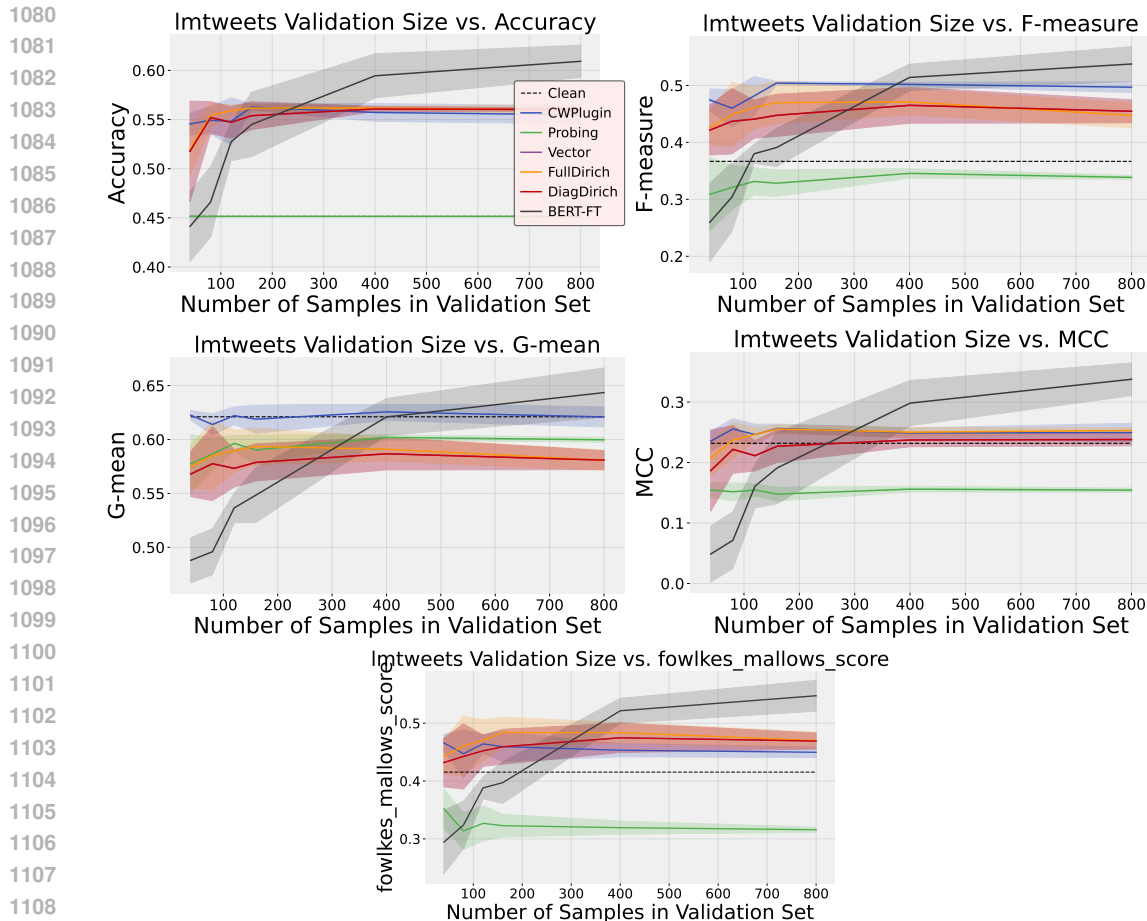 1080
1081
1082
1083
1084
1085
1086
1087
1088
1089
1090
1091
1092
1093
1094
1095
1096
1097
1098
1099
1100
1101
1102
1103
1104
1105
1106
1107
1108
lmtweets Validation Size vs. Accuracy
Accuracy
0.60
0.55
0.50
0.45
0.40
100 200 300 400 500 600 700 800
Number of Samples in Validation Set
Clean
CWPlugin
Probing
Vector
FullDirich
DiagDirich
BERT-FT
lmtweets Validation Size vs. F-measure
F-measure
0.5
0.4
0.3
0.2
100 200 300 400 500 600 700 800
Number of Samples in Validation Set
lmtweets Validation Size vs. G-mean
G-mean
0.65
0.60
0.55
0.50
100 200 300 400 500 600 700 800
Number of Samples in Validation Set
lmtweets Validation Size vs. MCC
MCC
0.3
0.2
0.1
0.0
100 200 300 400 500 600 700 800
Number of Samples in Validation Set
lmtweets Validation Size vs. fowlkes_mallows_score
fowlkes_mallows_score
0.5
0.4
0.3
100 200 300 400 500 600 700 800
Number of Samples in Validation Set